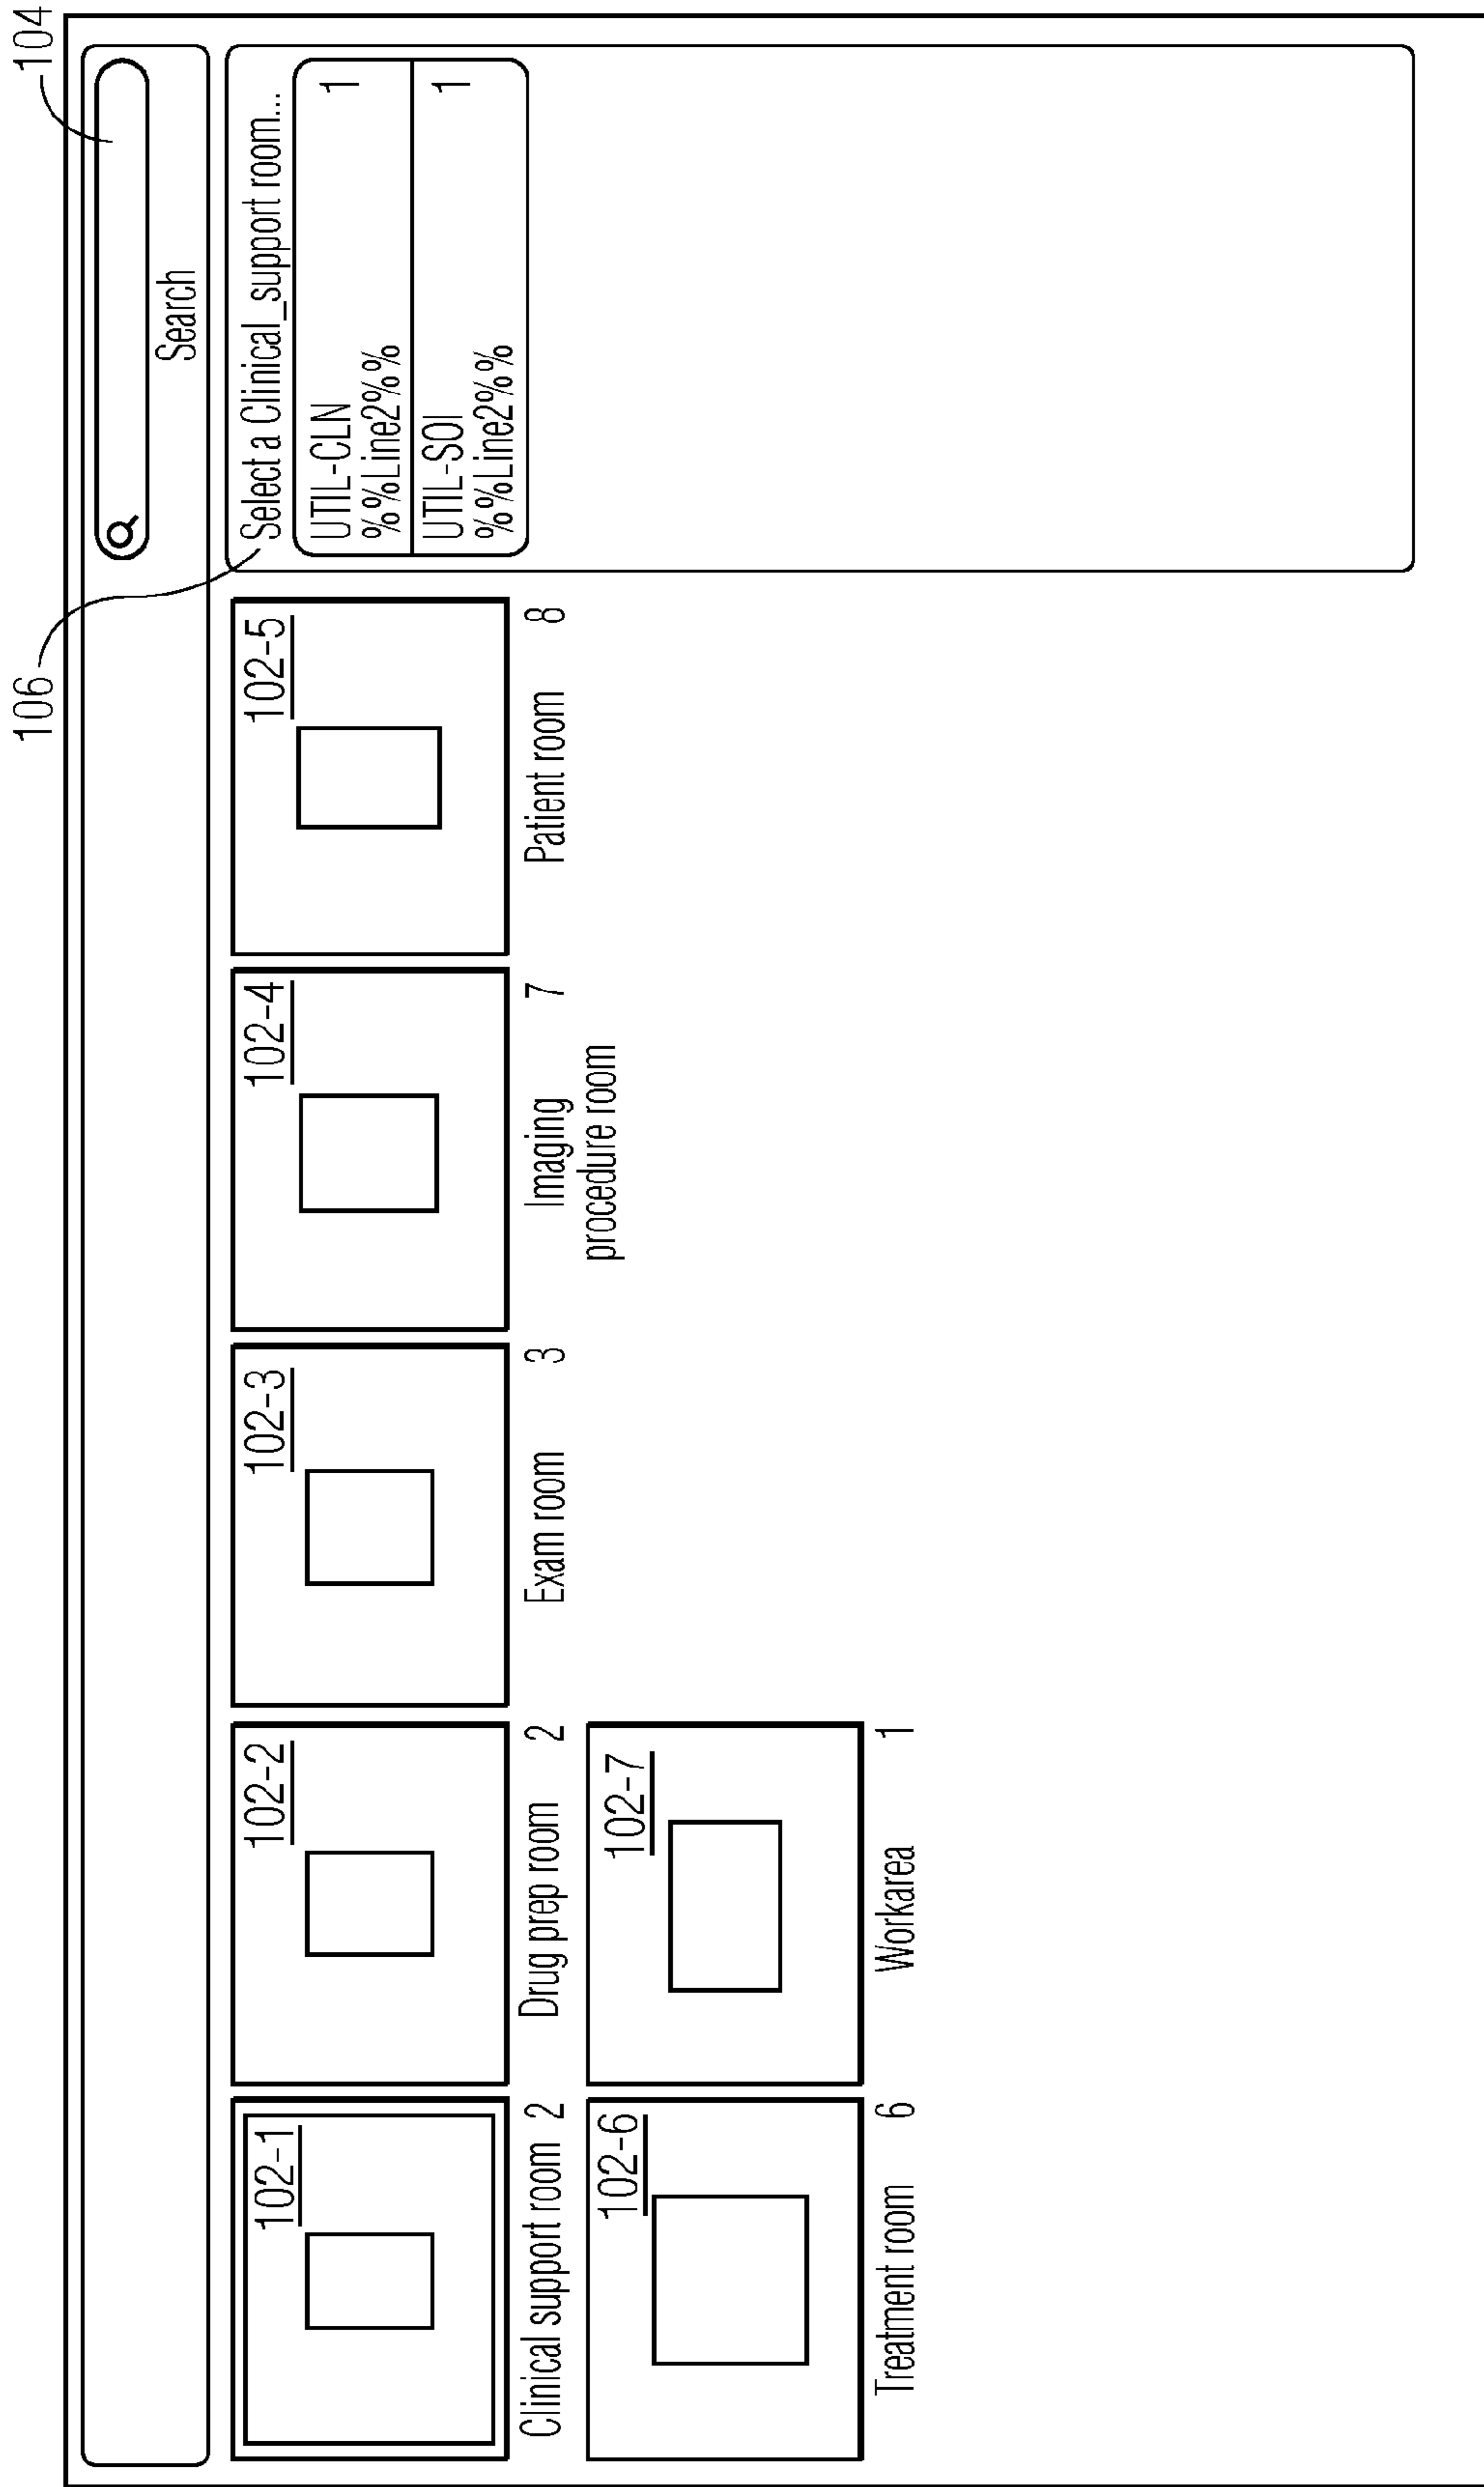 106
104
Search
102-1
102-2
102-3
102-4
102-5
Clinical support room 2
Drug prep room 2
Exam room 3
Imaging 7
procedure room
Patient room 8
Select a Clinical_support room...
UTIL-CLN 1
%%Line2%%
UTIL-SOI 1
%%Line2%%
102-6
102-7
Treatment room 6
Workarea 1